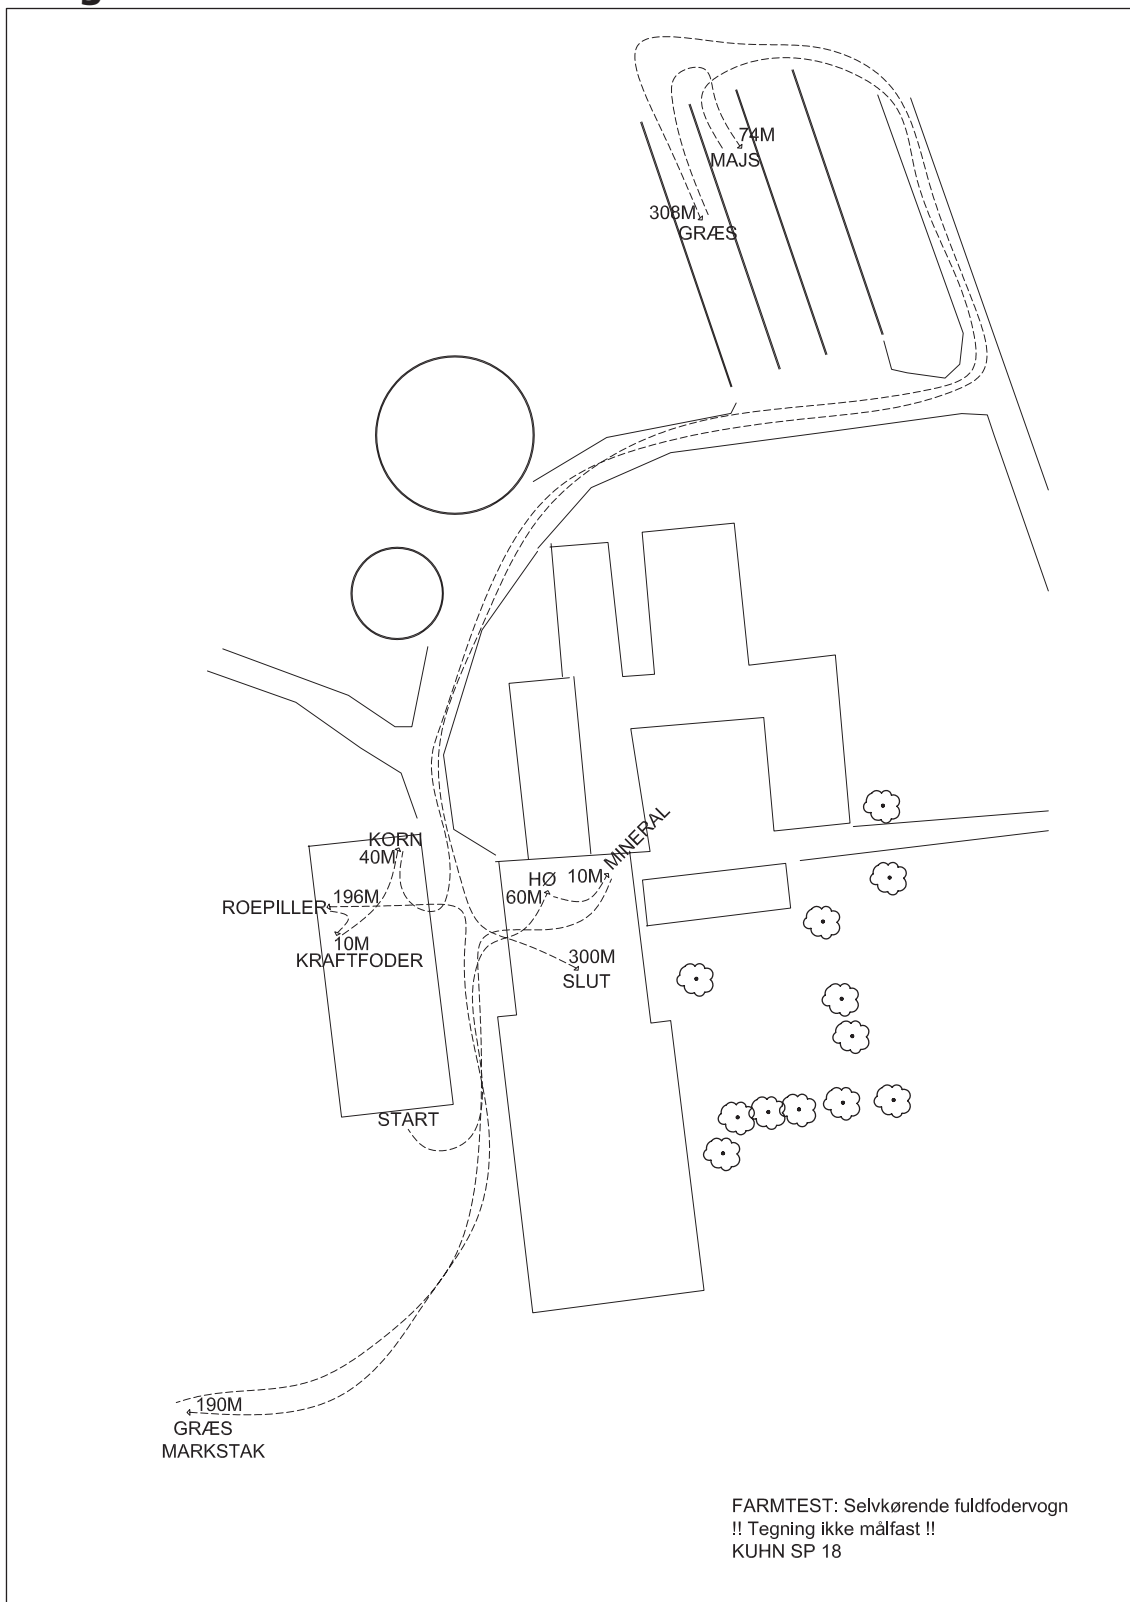 74M
MAJS
308M
GRÆS
KORN
40M
MINERAL
HØ
10M
60M
196M
ROEPILLER
10M
KRAFTFODER
300M
SLUT
START
190M
GRÆS
MARKSTAK
FARMTEST: Selvkørende fuldfodervogn
!! Tegning ikke målfast !!
KUHN SP 18